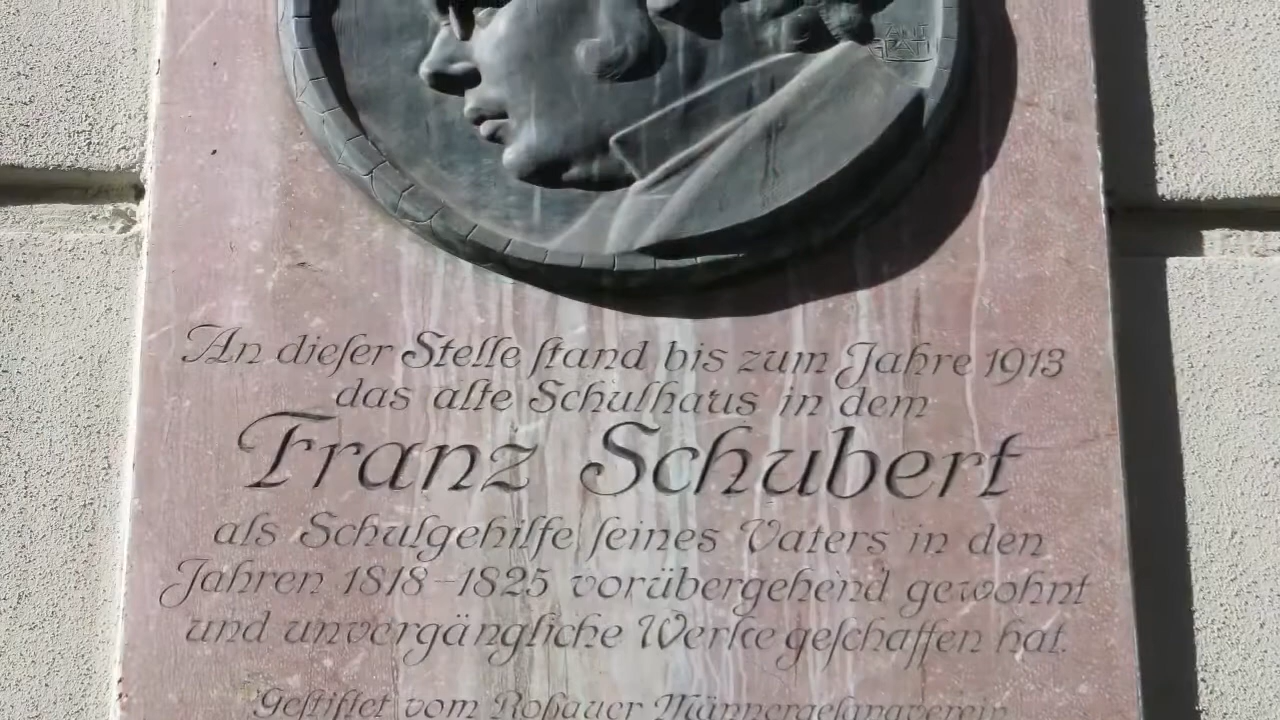 An dieser Stelle stand bis zum Jahre 1913
das alte Schulhaus in dem
Franz Schubert
als Schulgehilfe seines Vaters in den
Jahren 1818-1825 vorübergehend gewohnt
und unvergängliche Werke geschaffen hat.
Gestiftet vom Roßauer Männergesangverein